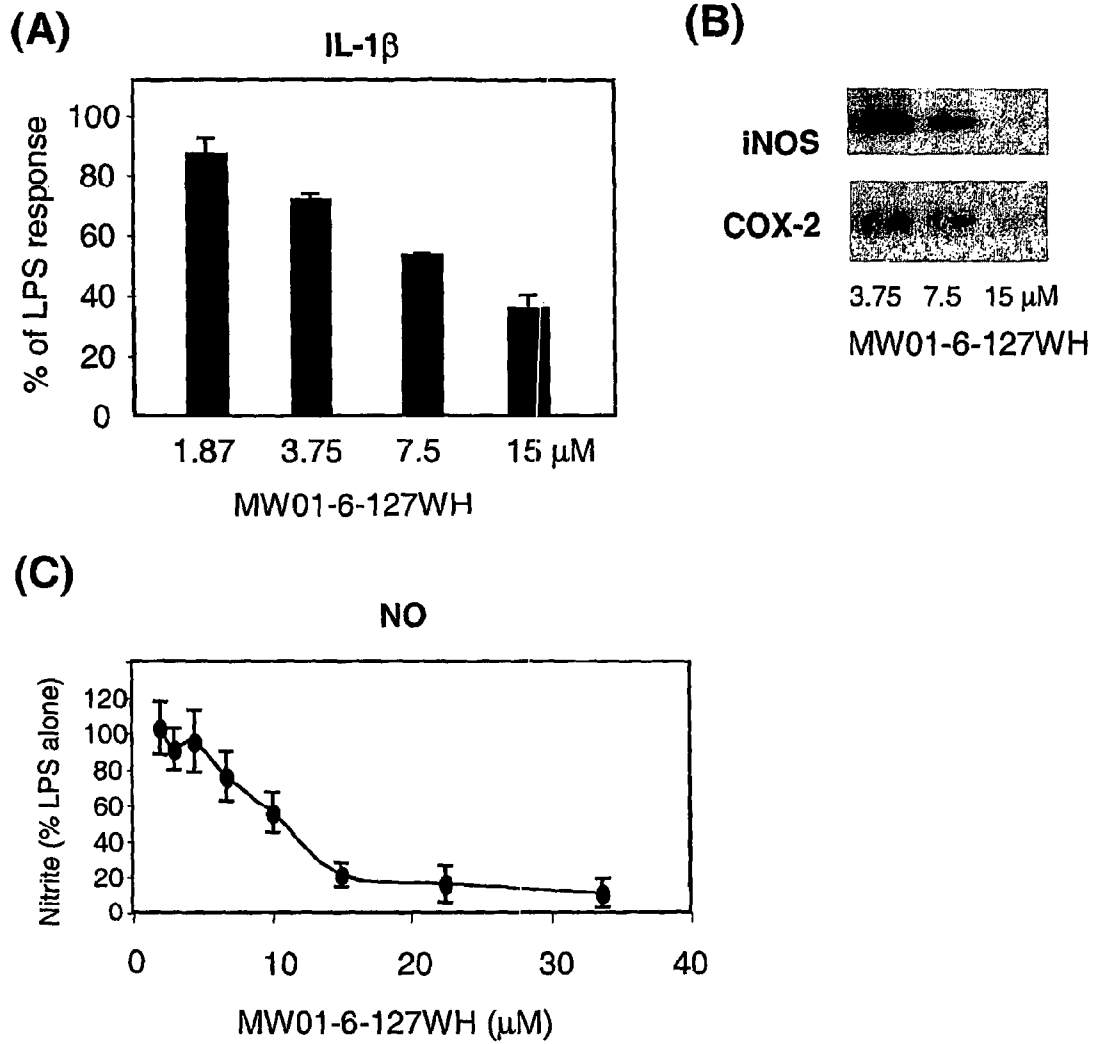 (A)
IL-1β
% of LPS response
100
80
60
40
20
0
1.87 3.75 7.5 15 μM
MW01-6-127WH
(B)
iNOS
COX-2
3.75 7.5 15 μM
MW01-6-127WH
(C)
NO
Nitrite (% LPS alone)
120
100
80
60
40
20
0
0 10 20 30 40
MW01-6-127WH (μM)